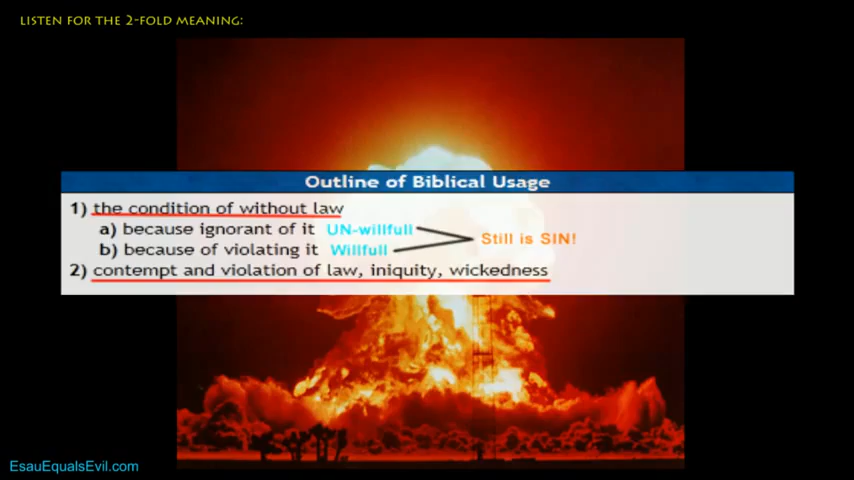 LISTEN FOR THE 2-FOLD MEANING:
Outline of Biblical Usage
1) the condition of without law
a) because ignorant of it UN-willfull
b) because of violating it Willfull
Still is SIN!
2) contempt and violation of law, iniquity, wickedness
EsauEqualsEvil.com